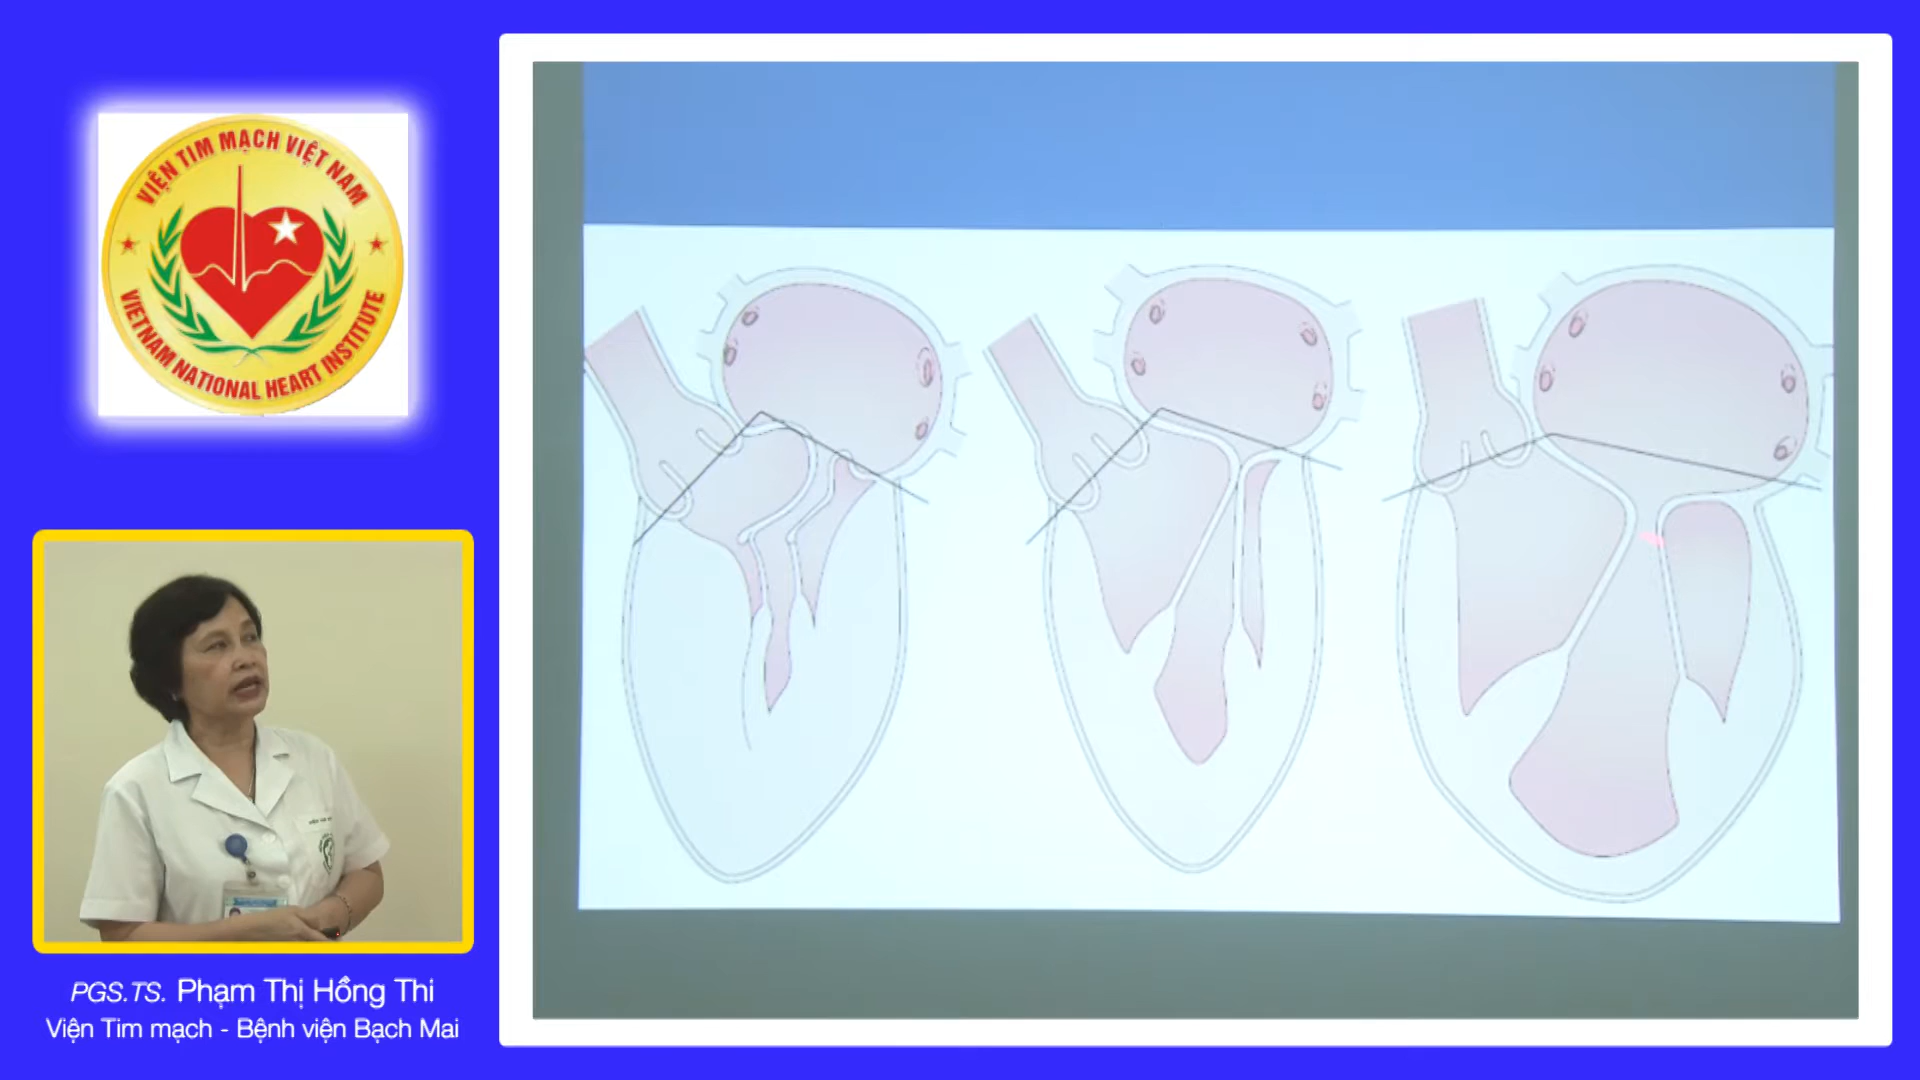 VIỆN TIM MẠCH VIỆT NAM
VIETNAM NATIONAL HEART INSTITUTE
PGS.TS. Phạm Thị Hồng Thi
Viện Tim mạch - Bệnh viện Bạch Mai